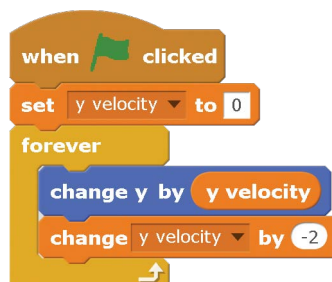 when clicked
set y velocity to 0
forever
change y by y velocity
change y velocity by -2